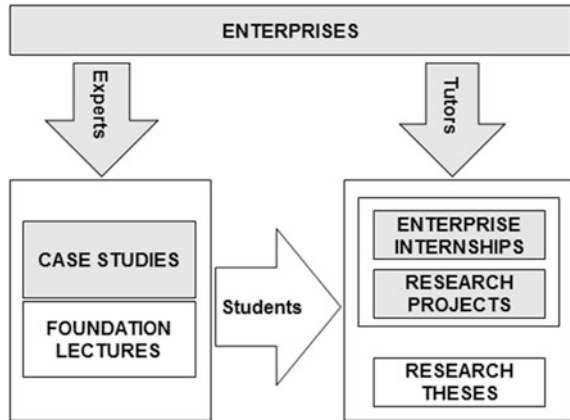 ENTERPRISES
Experts
Tutors
CASE STUDIES
FOUNDATION
LECTURES
Students
ENTERPRISE
INTERNSHIPS
RESEARCH
PROJECTS
RESEARCH
THESES